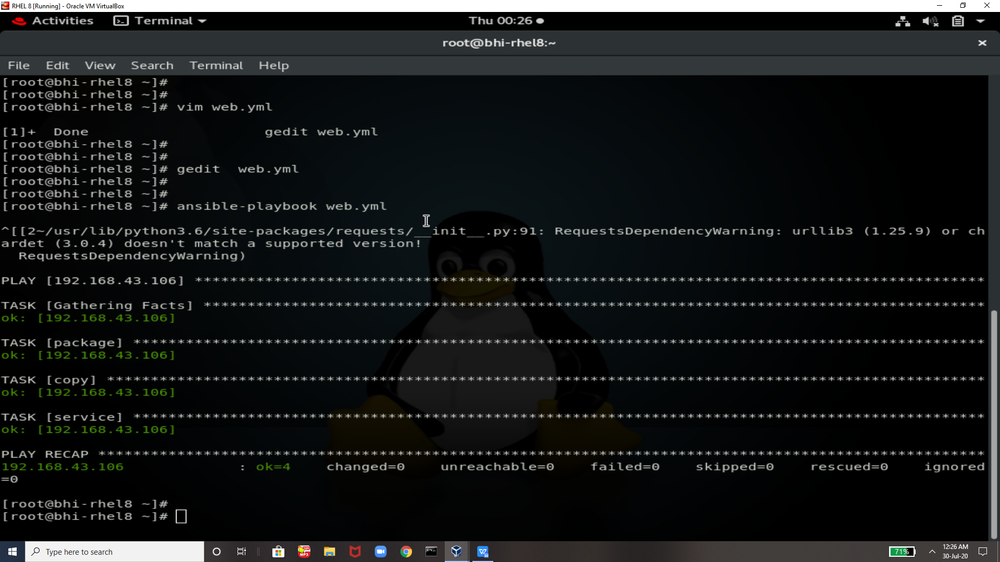 RHEL 8 [Running] - Oracle VM VirtualBox
Activities Terminal Thu 00:26
root@bhi-rhel8:~
File Edit View Search Terminal Help
[root@bhi-rhel8 ~]#
[root@bhi-rhel8 ~]#
[root@bhi-rhel8 ~]# vim web.yml
[1]+  Done                    gedit web.yml
[root@bhi-rhel8 ~]#
[root@bhi-rhel8 ~]#
[root@bhi-rhel8 ~]# gedit  web.yml
[root@bhi-rhel8 ~]#
[root@bhi-rhel8 ~]#
[root@bhi-rhel8 ~]# ansible-playbook web.yml
^[[2~/usr/lib/python3.6/site-packages/requests/__init__.py:91: RequestsDependencyWarning: urllib3 (1.25.9) or ch
ardet (3.0.4) doesn't match a supported version!
  RequestsDependencyWarning)
PLAY [192.168.43.106] ******************************************************************************************
TASK [Gathering Facts] *****************************************************************************************
ok: [192.168.43.106]
TASK [package] *************************************************************************************************
ok: [192.168.43.106]
TASK [copy] ****************************************************************************************************
ok: [192.168.43.106]
TASK [service] *************************************************************************************************
ok: [192.168.43.106]
PLAY RECAP *****************************************************************************************************
192.168.43.106             : ok=4    changed=0    unreachable=0    failed=0    skipped=0    rescued=0    ignored
=0
[root@bhi-rhel8 ~]#
[root@bhi-rhel8 ~]#
Type here to search
MP3
71%
12:26 AM
30-Jul-20